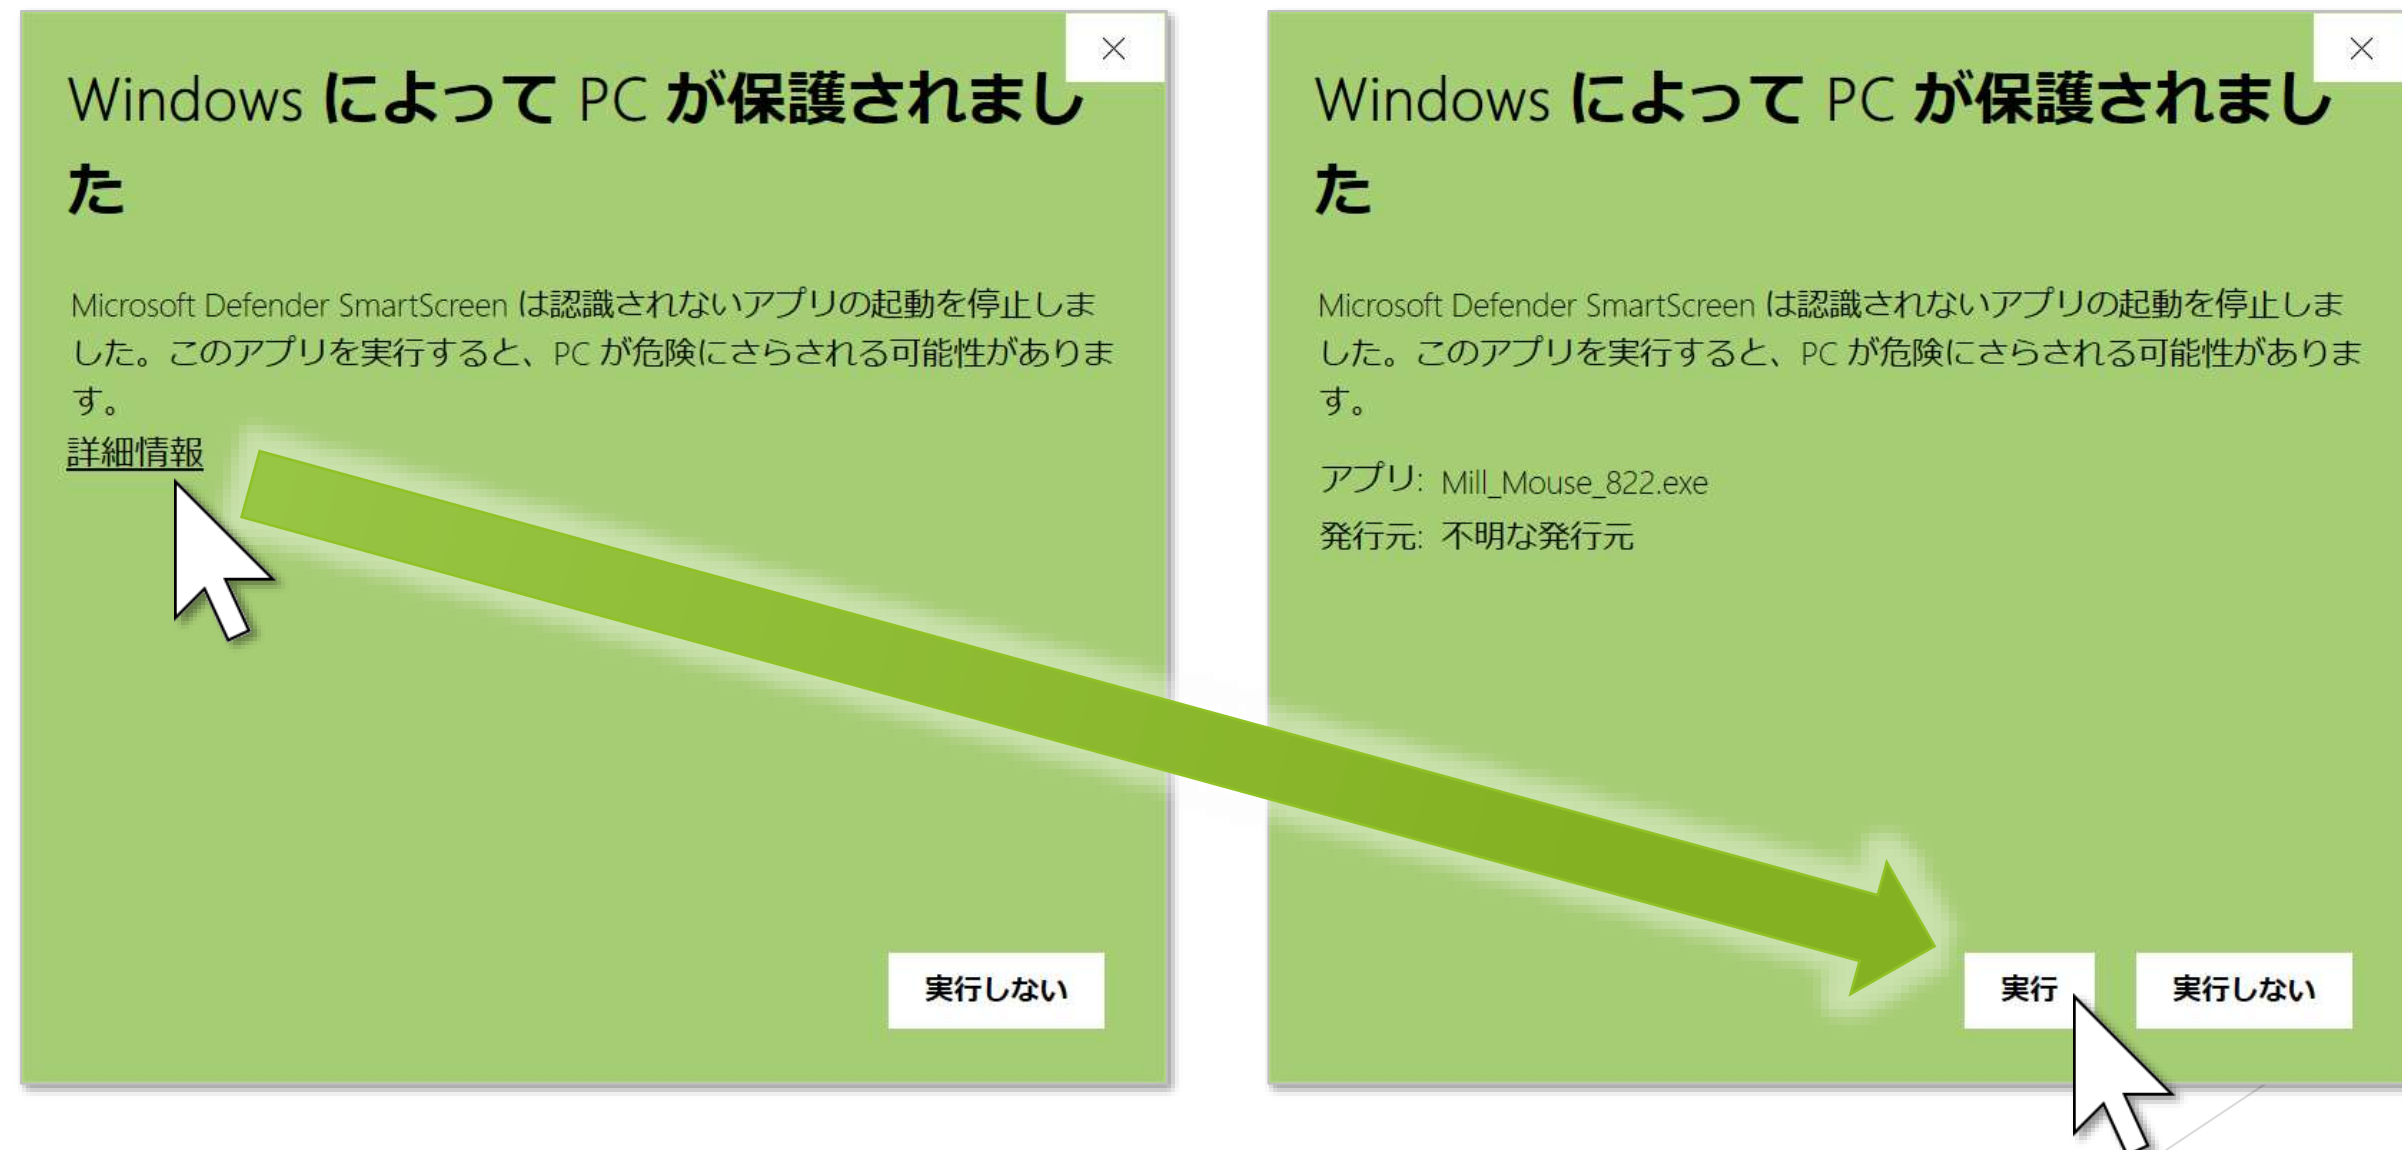 Windows によって PC が保護されまし
た
Microsoft Defender SmartScreen は認識されないアプリの起動を停止しま
した。このアプリを実行すると、PC が危険にさらされる可能性がありま
す。
詳細情報
実行しない
Windows によって PC が保護されまし
た
Microsoft Defender SmartScreen は認識されないアプリの起動を停止しま
した。このアプリを実行すると、PC が危険にさらされる可能性がありま
す。
アプリ: Mill_Mouse_822.exe
発行元: 不明な発行元
実行 実行しない